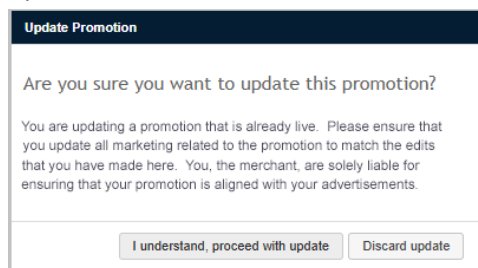 Update Promotion
Are you sure you want to update this promotion?
You are updating a promotion that is already live.  Please ensure that
you update all marketing related to the promotion to match the edits
that you have made here.  You, the merchant, are solely liable for
ensuring that your promotion is aligned with your advertisements.
I understand, proceed with update
Discard update